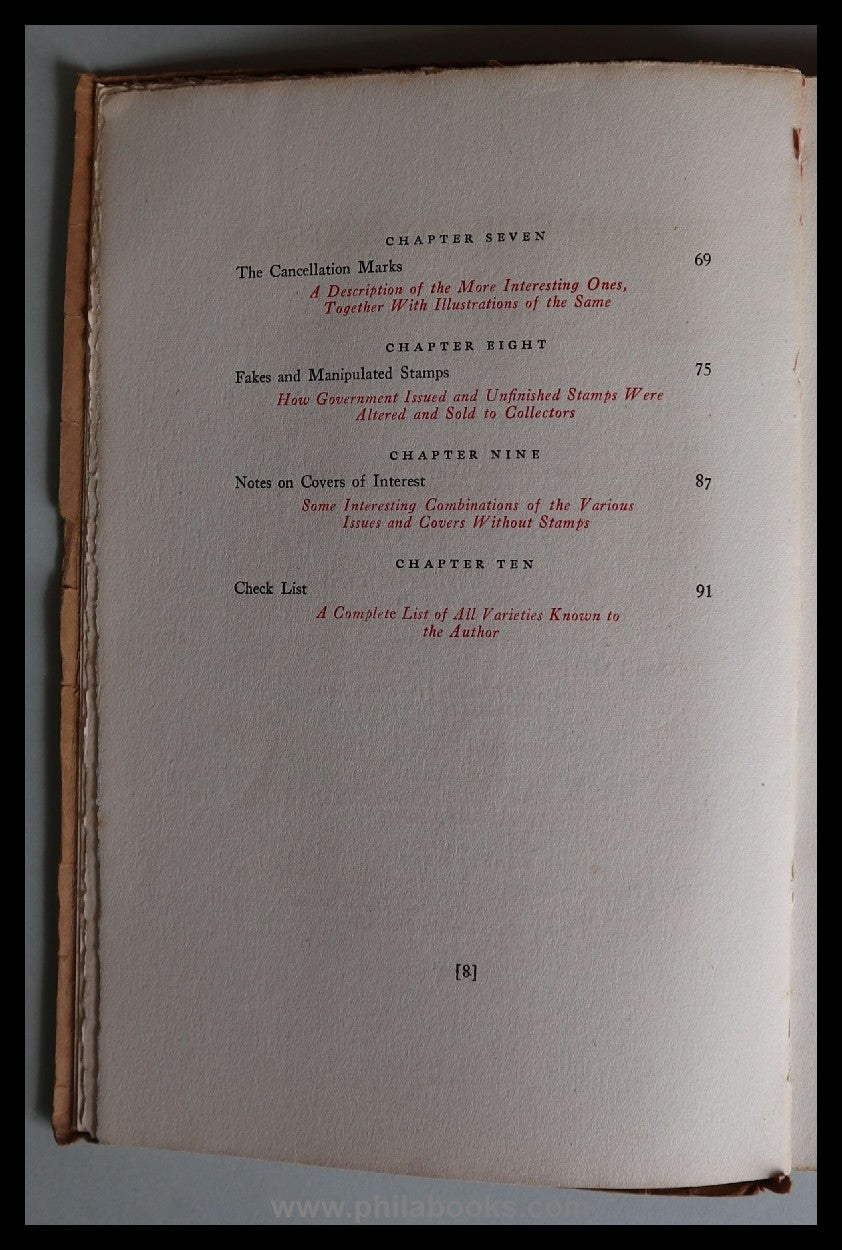 CHAPTER SEVEN
The Cancellation Marks 69
A Description of the More Interesting Ones,
Together With Illustrations of the Same
CHAPTER EIGHT
Fakes and Manipulated Stamps 75
How Government Issued and Unfinished Stamps Were
Altered and Sold to Collectors
CHAPTER NINE
Notes on Covers of Interest 87
Some Interesting Combinations of the Various
Issues and Covers Without Stamps
CHAPTER TEN
Check List 91
A Complete List of All Varieties Known to
the Author
[8]
www.philabooks.com